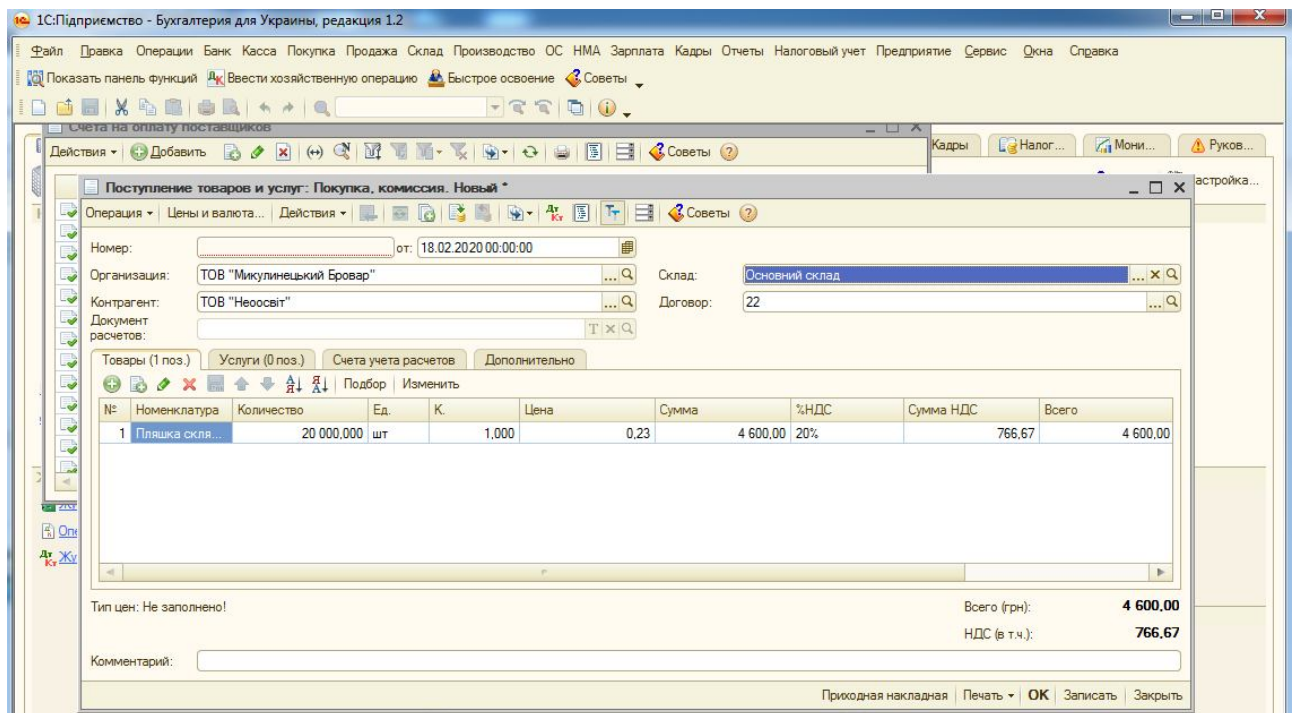 1С:Підприємство - Бухгалтерия для Украины, редакция 1.2
Файл Правка Операции Банк Касса Покупка Продажа Склад Производство ОС НМА Зарплата Кадры Отчеты Налоговый учет Предприятие Сервис Окна Справка
Показать панель функций Ввести хозяйственную операцию Быстрое освоение Советы
Счета на оплату поставщиков
Кадры Налог... Мони... Руков...
Действия Добавить Советы
астройка...
Поступление товаров и услуг: Покупка, комиссия. Новый *
Операция Цены и валюта... Действия Советы
Номер: от: 18.02.2020 00:00:00
Организация: ТОВ "Микулинецький Бровар" Склад: Основний склад
Контрагент: ТОВ "Неоосвіт" Договор: 22
Документ
расчетов:
Товары (1 поз.) Услуги (0 поз.) Счета учета расчетов Дополнительно
Подбор Изменить
№ Номенклатура Количество Ед. К. Цена Сумма %НДС Сумма НДС Всего
1 Пляшка скля... 20 000,000 шт 1,000 0,23 4 600,00 20% 766,67 4 600,00
Опе
Жу
Тип цен: Не заполнено! Всего (грн): 4 600,00
НДС (в т.ч.): 766,67
Комментарий:
Приходная накладная Печать OK Записать Закрыть